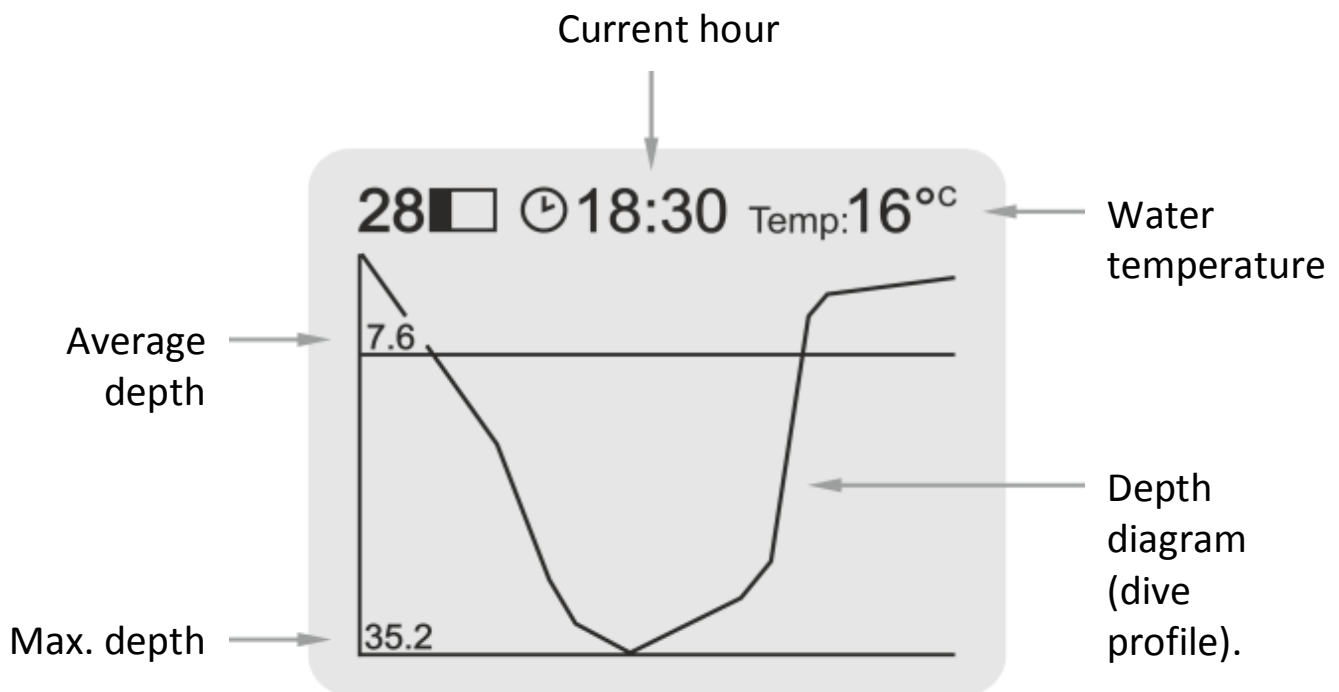 Current hour
28 18:30 Temp:16°C
Water
temperature
Average
depth
7.6
Depth
diagram
(dive
profile).
Max. depth
35.2